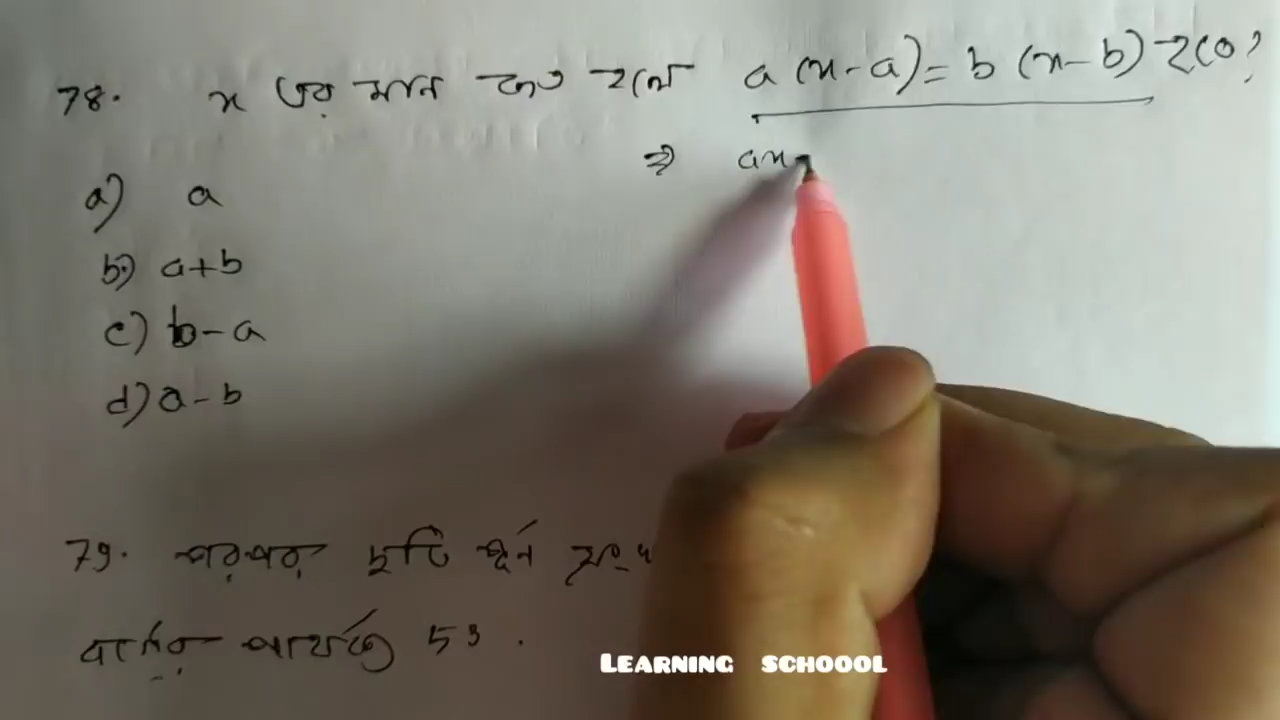 78. x এর মান কত হলে a (x-a) = b (x-b) হবে?
⇒ ax-
a) a
b) a+b
c) b-a
d) a-b
79. পরপর দুটি পূর্ন
বর্গের পার্থক্য 53.
LEARNING SCHOOOL